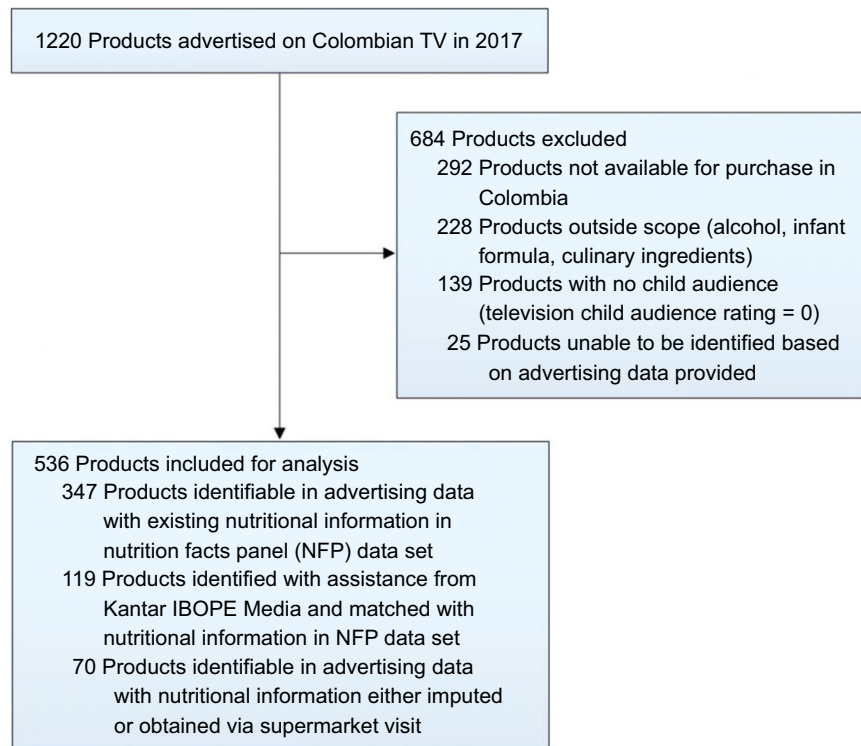 1220 Products advertised on Colombian TV in 2017
684 Products excluded
292 Products not available for purchase in
Colombia
228 Products outside scope (alcohol, infant
formula, culinary ingredients)
139 Products with no child audience
(television child audience rating = 0)
25 Products unable to be identified based
on advertising data provided
536 Products included for analysis
347 Products identifiable in advertising data
with existing nutritional information in
nutrition facts panel (NFP) data set
119 Products identified with assistance from
Kantar IBOPE Media and matched with
nutritional information in NFP data set
70 Products identifiable in advertising data
with nutritional information either imputed
or obtained via supermarket visit